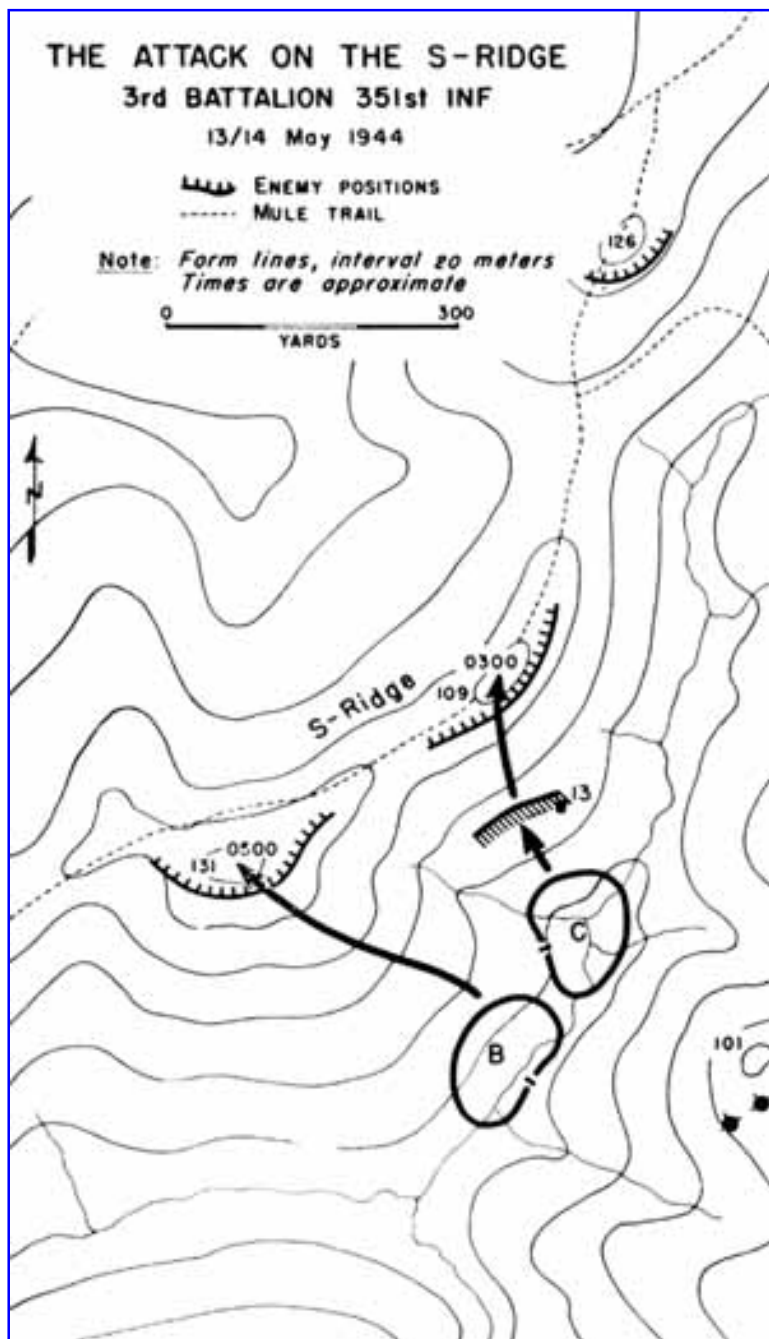 THE ATTACK ON THE S-RIDGE
3rd BATTALION 351st INF
13/14 May 1944
ENEMY POSITIONS
MULE TRAIL
Note: Form lines, interval 20 meters
Times are approximate
0 300
YARDS
126
N
0300
109
S-Ridge
13
0500
131
C
B
101